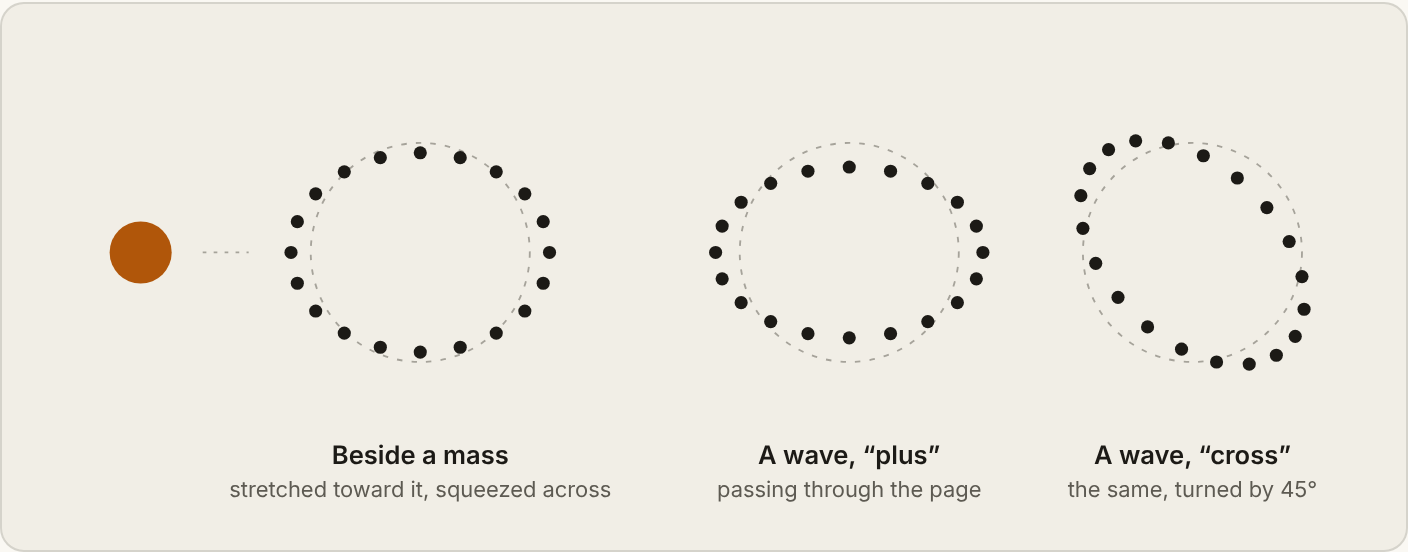 Beside a mass
stretched toward it, squeezed across
A wave, “plus”
passing through the page
A wave, “cross”
the same, turned by 45°